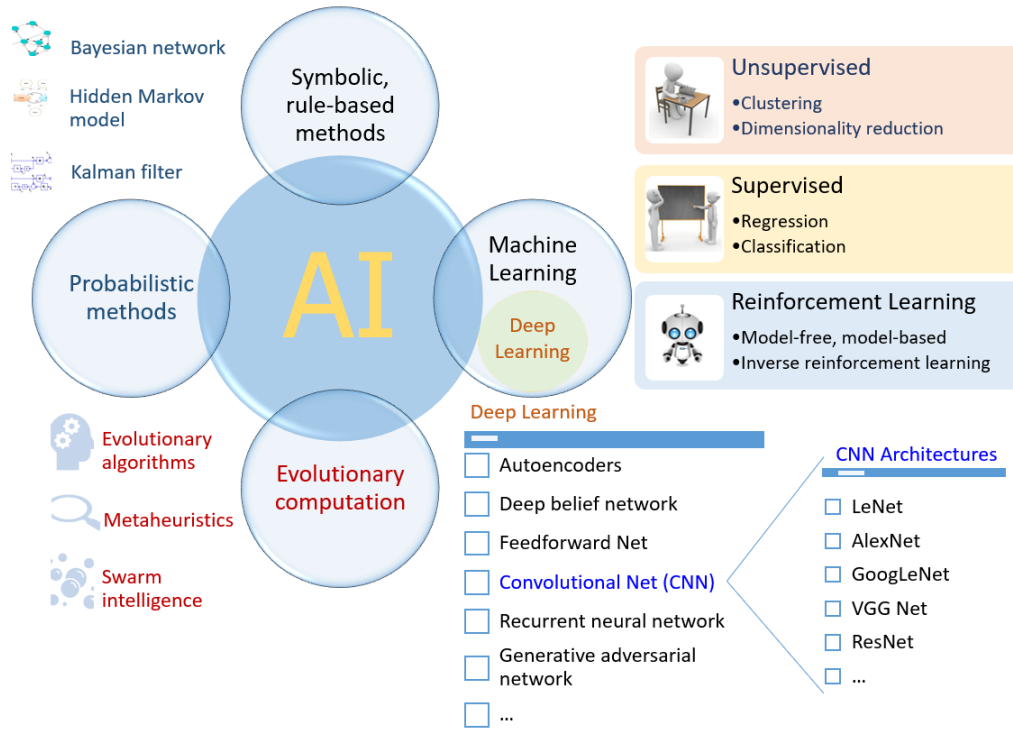 Bayesian network
Hidden Markov
model
Kalman filter
Symbolic,
rule-based
methods
Probabilistic
methods
AI
Machine
Learning
Deep
Learning
Evolutionary
computation
Evolutionary
algorithms
Metaheuristics
Swarm
intelligence
Unsupervised
•Clustering
•Dimensionality reduction
Supervised
•Regression
•Classification
Reinforcement Learning
•Model-free, model-based
•Inverse reinforcement learning
Deep Learning
Autoencoders
Deep belief network
Feedforward Net
Convolutional Net (CNN)
Recurrent neural network
Generative adversarial
network
...
CNN Architectures
LeNet
AlexNet
GoogLeNet
VGG Net
ResNet
...